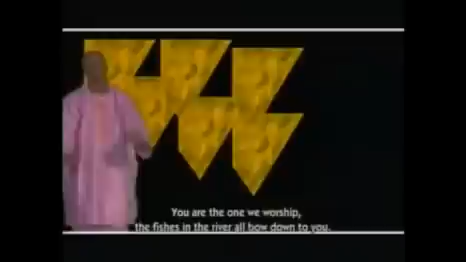 You are the one we worship,
the fishes in the river all bow down to you.